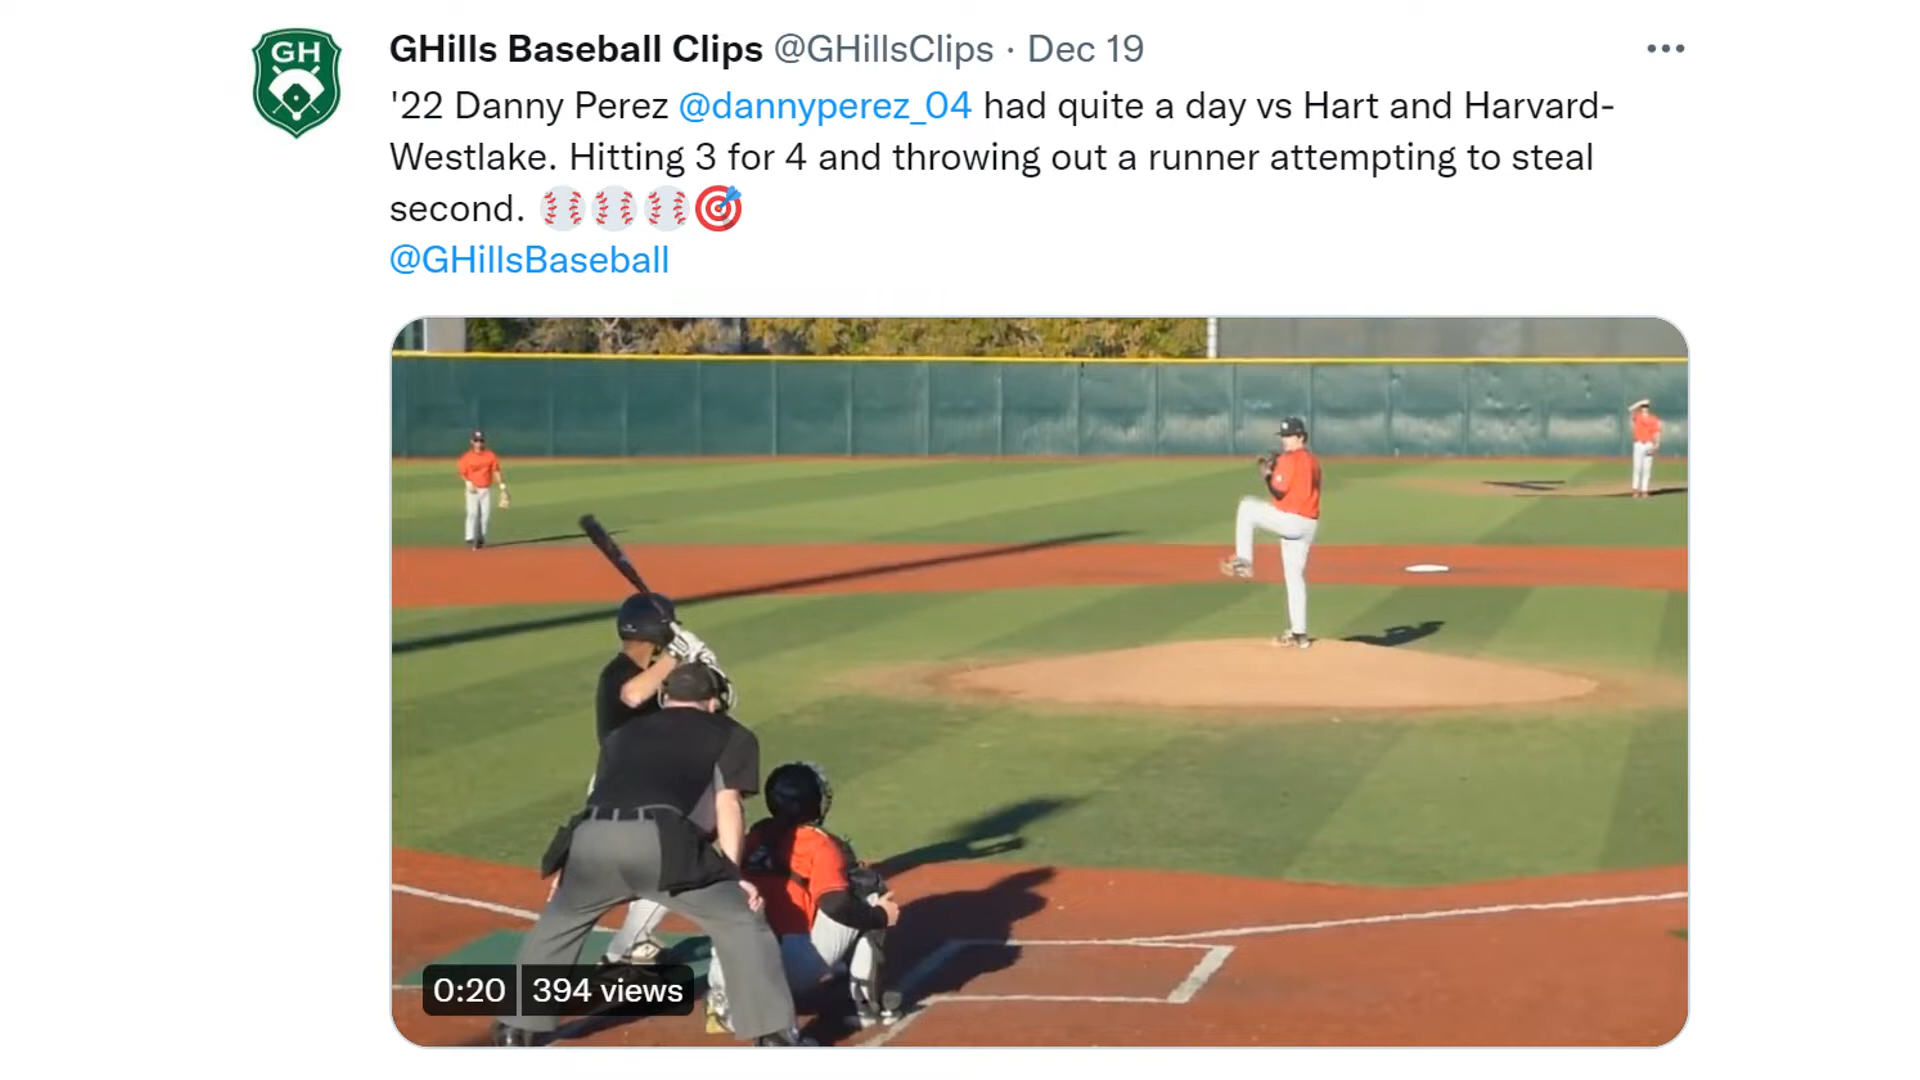 GH
GHills Baseball Clips @GHillsClips · Dec 19
'22 Danny Perez @dannyperez_04 had quite a day vs Hart and Harvard-
Westlake. Hitting 3 for 4 and throwing out a runner attempting to steal
second. ⚾⚾⚾🎯
@GHillsBaseball
0:20 394 views